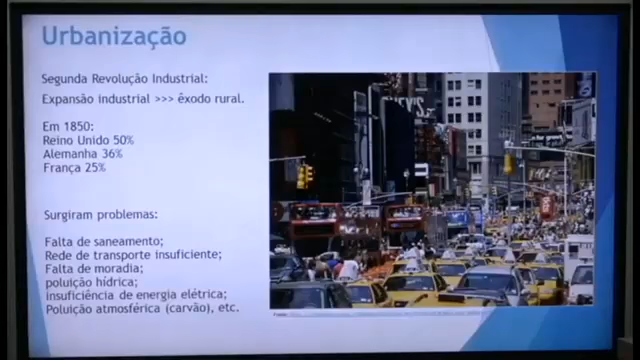 Urbanização
Segunda Revolução Industrial:
Expansão industrial >>> êxodo rural.
Em 1850:
Reino Unido 50%
Alemanha 36%
França 25%
Surgiram problemas:
Falta de saneamento;
Rede de transporte insuficiente;
Falta de moradia;
poluição hídrica;
insuficiência de energia elétrica;
Poluição atmosférica (carvão), etc.